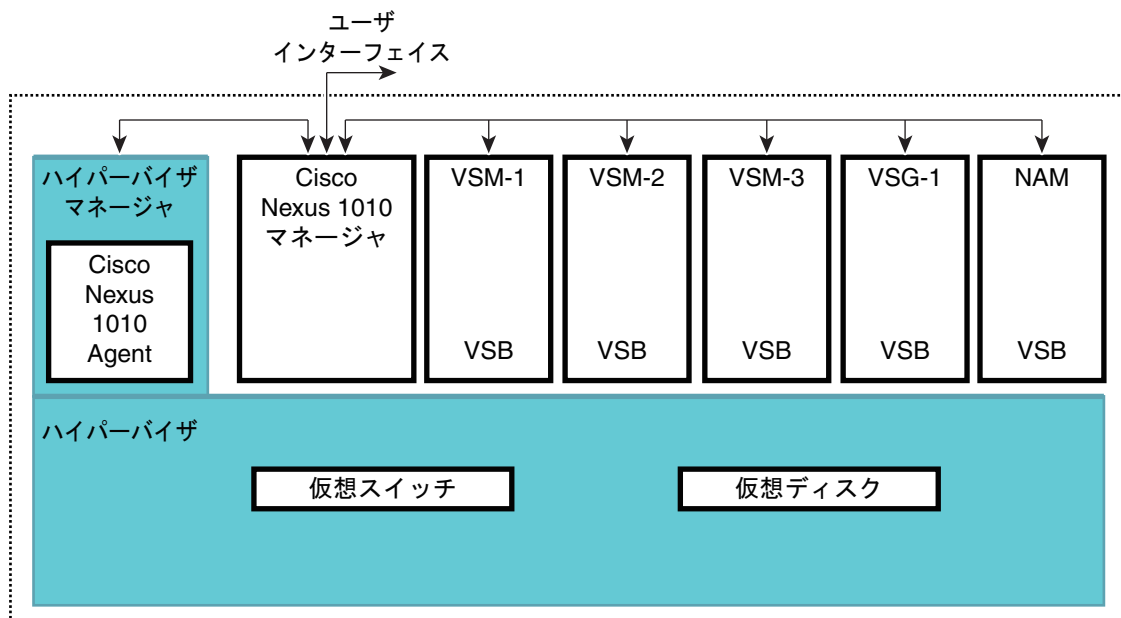 ユーザ
インターフェイス
ハイパーバイザ
マネージャ
Cisco
Nexus
1010
Agent
Cisco
Nexus 1010
マネージャ
VSM-1
VSB
VSM-2
VSB
VSM-3
VSB
VSG-1
VSB
NAM
VSB
ハイパーバイザ
仮想スイッチ
仮想ディスク